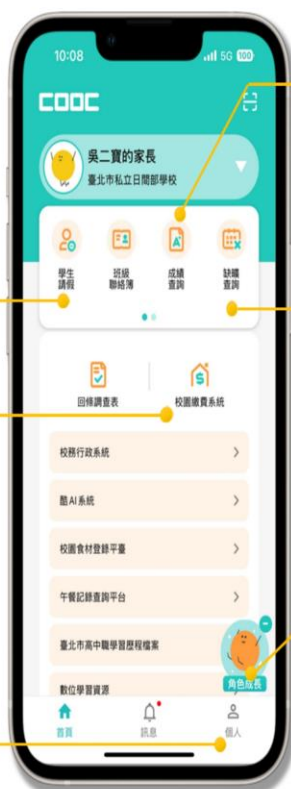 10:08
5G 100
COOC
吳二寶的家長
臺北市私立日間部學校
學生
請假
班級
聯絡簿
成績
查詢
缺曠
查詢
回條調查表
校園繳費系統
校務行政系統
酷AI系統
校園食材登錄平臺
午餐記錄查詢平台
臺北市高中職學習歷程檔案
數位學習資源
角色成長
首頁
訊息
個人